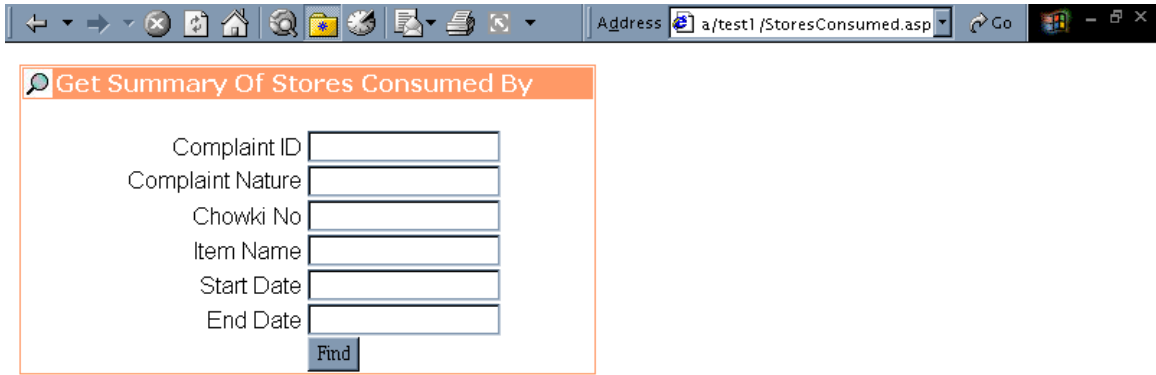 Address a/test1/StoresConsumed.asp Go
Get Summary Of Stores Consumed By
Complaint ID
Complaint Nature
Chowki No
Item Name
Start Date
End Date
Find